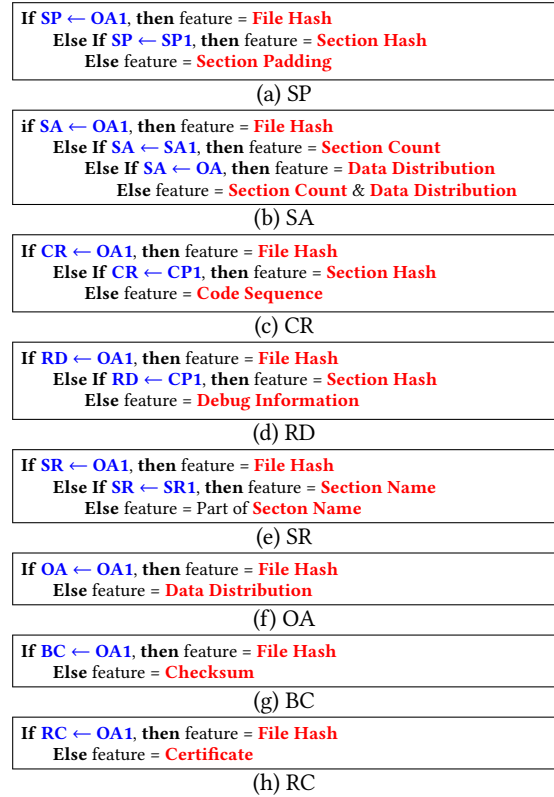 If SP ← OA1, then feature = File Hash
Else If SP ← SP1, then feature = Section Hash
Else feature = Section Padding
(a) SP
if SA ← OA1, then feature = File Hash
Else If SA ← SA1, then feature = Section Count
Else If SA ← OA, then feature = Data Distribution
Else feature = Section Count & Data Distribution
(b) SA
If CR ← OA1, then feature = File Hash
Else If CR ← CP1, then feature = Section Hash
Else feature = Code Sequence
(c) CR
If RD ← OA1, then feature = File Hash
Else If RD ← CP1, then feature = Section Hash
Else feature = Debug Information
(d) RD
If SR ← OA1, then feature = File Hash
Else If SR ← SR1, then feature = Section Name
Else feature = Part of Secton Name
(e) SR
If OA ← OA1, then feature = File Hash
Else feature = Data Distribution
(f) OA
If BC ← OA1, then feature = File Hash
Else feature = Checksum
(g) BC
If RC ← OA1, then feature = File Hash
Else feature = Certificate
(h) RC